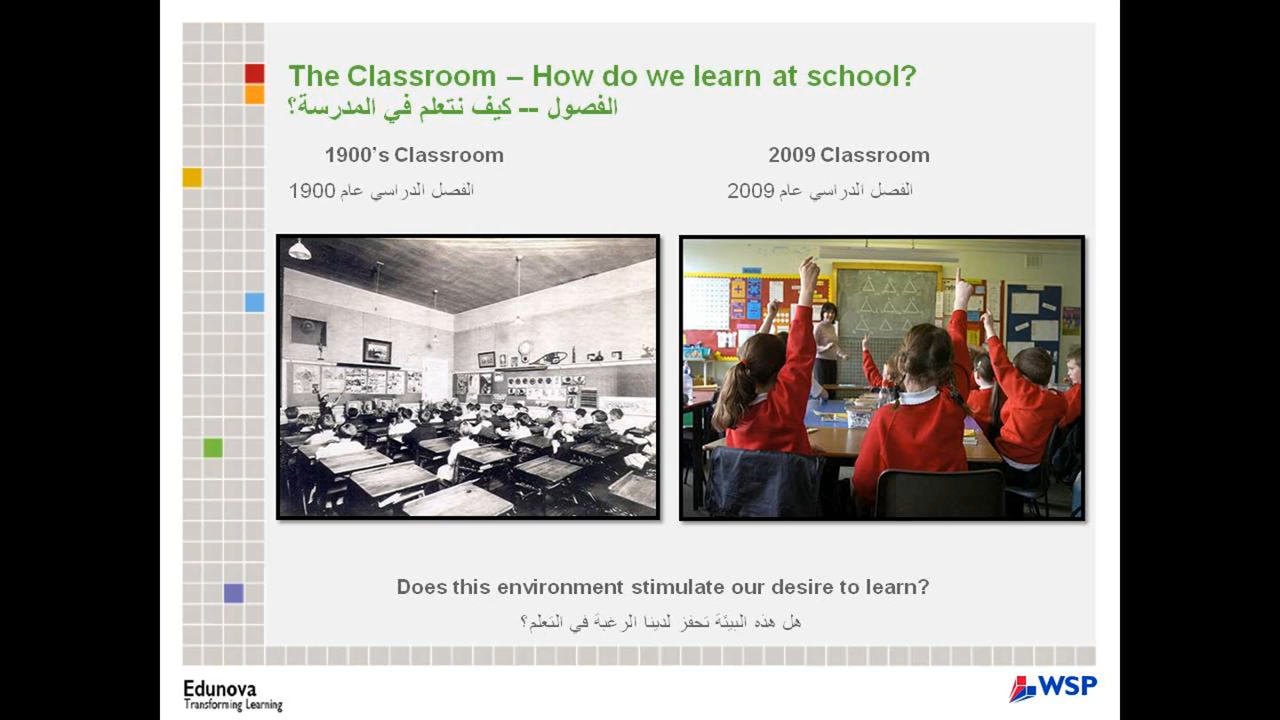 The Classroom – How do we learn at school?
الفصول -- كيف نتعلم في المدرسة؟
1900's Classroom
الفصل الدراسي عام 1900
2009 Classroom
الفصل الدراسي عام 2009
Does this environment stimulate our desire to learn?
هل هذه البيئة تحفز لدينا الرغبة في التعلم؟
Edunova
Transforming Learning
WSP